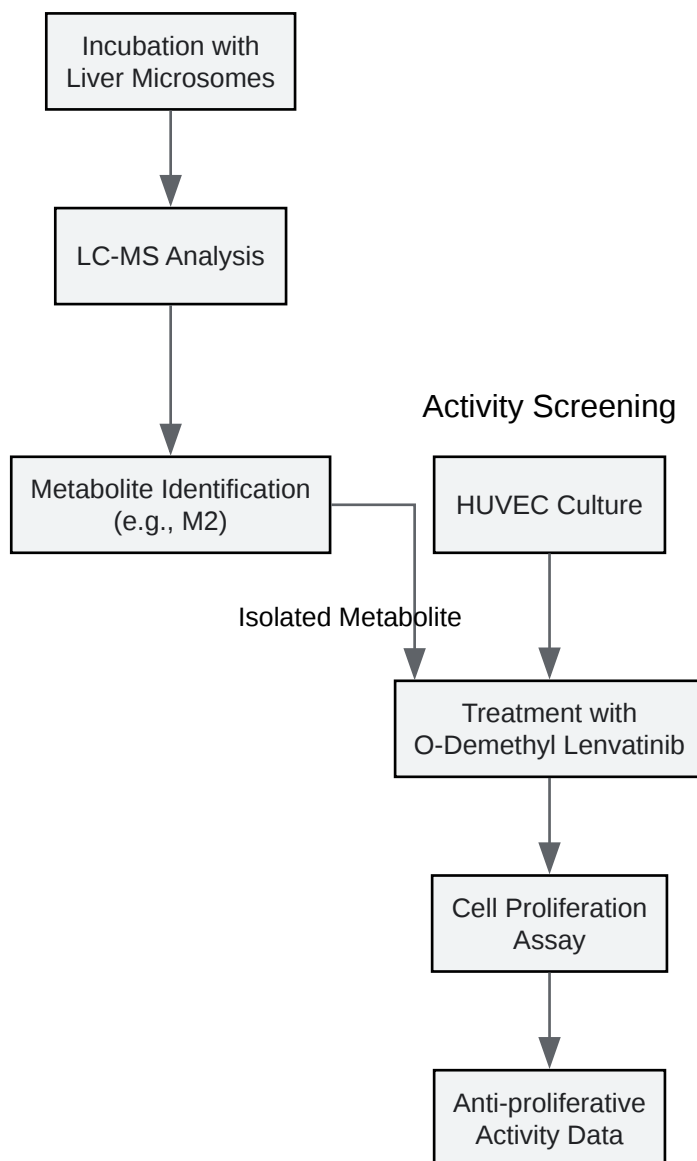 Incubation with
Liver Microsomes
LC-MS Analysis
Activity Screening
Metabolite Identification
(e.g., M2)
HUVEC Culture
Isolated Metabolite
Treatment with
O-Demethyl Lenvatinib
Cell Proliferation
Assay
Anti-proliferative
Activity Data